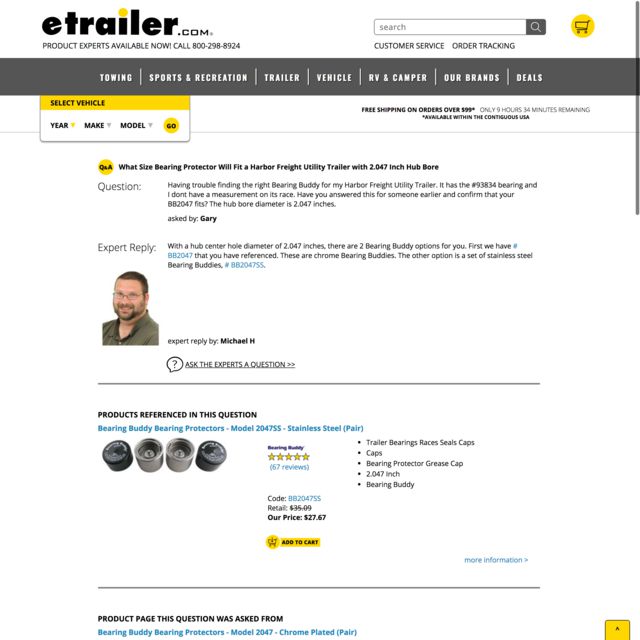 etrailer.com
PRODUCT EXPERTS AVAILABLE NOW! CALL 800-298-8924
search
CUSTOMER SERVICE ORDER TRACKING
TOWING SPORTS & RECREATION TRAILER VEHICLE RV & CAMPER OUR BRANDS DEALS
SELECT VEHICLE
YEAR MAKE MODEL GO
FREE SHIPPING ON ORDERS OVER $99* ONLY 9 HOURS 34 MINUTES REMAINING
*AVAILABLE WITHIN THE CONTIGUOUS USA
Q&A What Size Bearing Protector Will Fit a Harbor Freight Utility Trailer with 2.047 Inch Hub Bore
Question:
Having trouble finding the right Bearing Buddy for my Harbor Freight Utility Trailer. It has the #93834 bearing and
I dont have a measurement on its race. Have you answered this for someone earlier and confirm that your
BB2047 fits? The hub bore diameter is 2.047 inches.
asked by: Gary
Expert Reply:
With a hub center hole diameter of 2.047 inches, there are 2 Bearing Buddy options for you. First we have #
BB2047 that you have referenced. These are chrome Bearing Buddies. The other option is a set of stainless steel
Bearing Buddies, # BB2047SS.
expert reply by: Michael H
? ASK THE EXPERTS A QUESTION >>
PRODUCTS REFERENCED IN THIS QUESTION
Bearing Buddy Bearing Protectors - Model 2047SS - Stainless Steel (Pair)
Bearing Buddy
(67 reviews)
Code: BB2047SS
Retail: $35.09
Our Price: $27.67
ADD TO CART
• Trailer Bearings Races Seals Caps
• Caps
• Bearing Protector Grease Cap
• 2.047 Inch
• Bearing Buddy
more information >
PRODUCT PAGE THIS QUESTION WAS ASKED FROM
Bearing Buddy Bearing Protectors - Model 2047 - Chrome Plated (Pair)
^